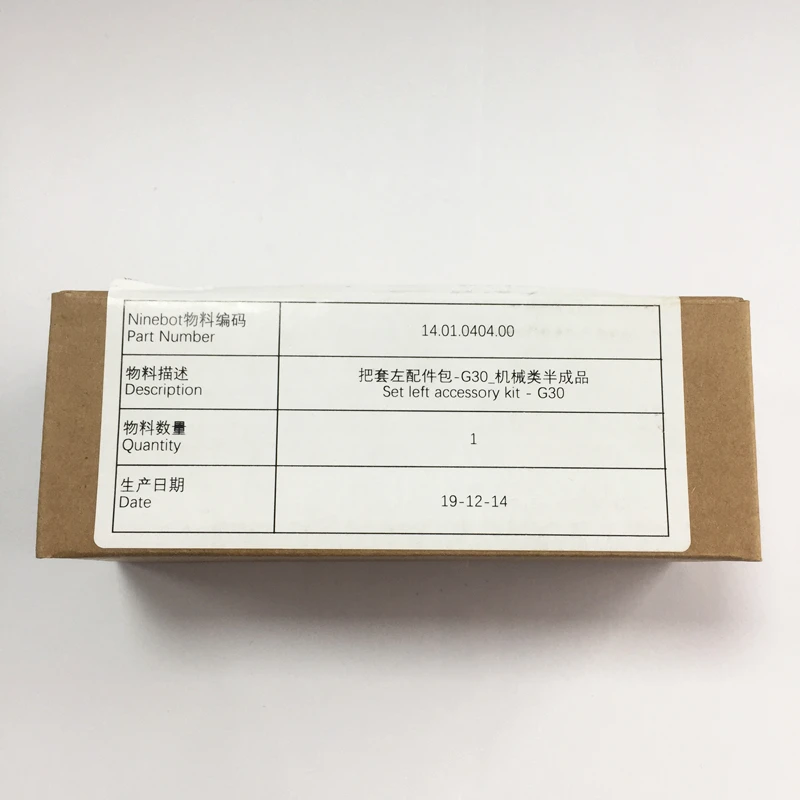 Ninebot物料编码
Part Number
14.01.0404.00
物料描述
Description
把套左配件包-G30_机械类半成品
Set left accessory kit - G30
物料数量
Quantity
1
生产日期
Date
19-12-14